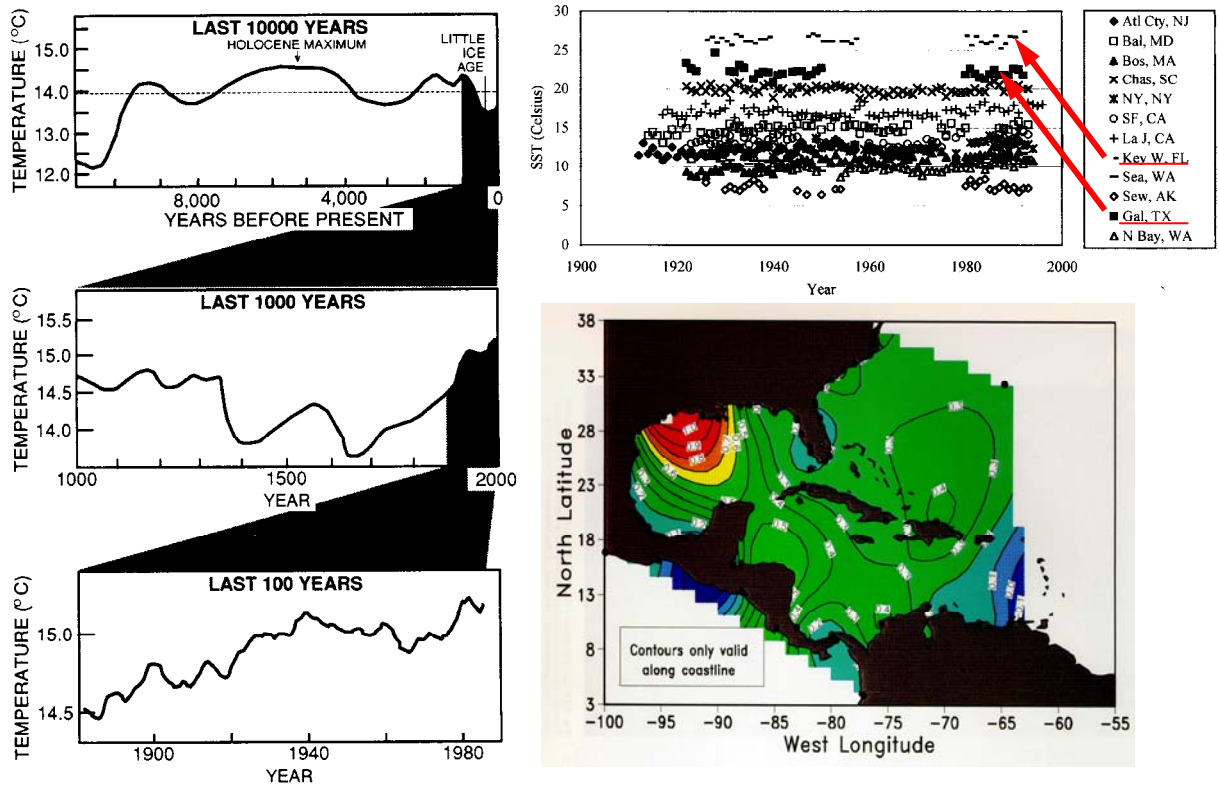 LAST 10000 YEARS
HOLOCENE MAXIMUM
LITTLE
ICE
AGE
TEMPERATURE (°C)
15.0
14.0
13.0
12.0
8,000
4,000
0
YEARS BEFORE PRESENT
LAST 1000 YEARS
TEMPERATURE (°C)
15.5
15.0
14.5
14.0
1000
1500
2000
YEAR
LAST 100 YEARS
TEMPERATURE (°C)
15.0
14.5
1900
1940
1980
YEAR
SST (Celsius)
30
25
20
15
10
5
0
1900
1920
1940
1960
1980
2000
Year
Atl Cty, NJ
Bal, MD
Bos, MA
Chas, SC
NY, NY
SF, CA
La J, CA
Key W, FL
Sea, WA
Sew, AK
Gal, TX
N Bay, WA
North Latitude
38
33
28
23
18
13
8
3
Contours only valid
along coastline
-100
-95
-90
-85
-80
-75
-70
-65
-60
-55
West Longitude